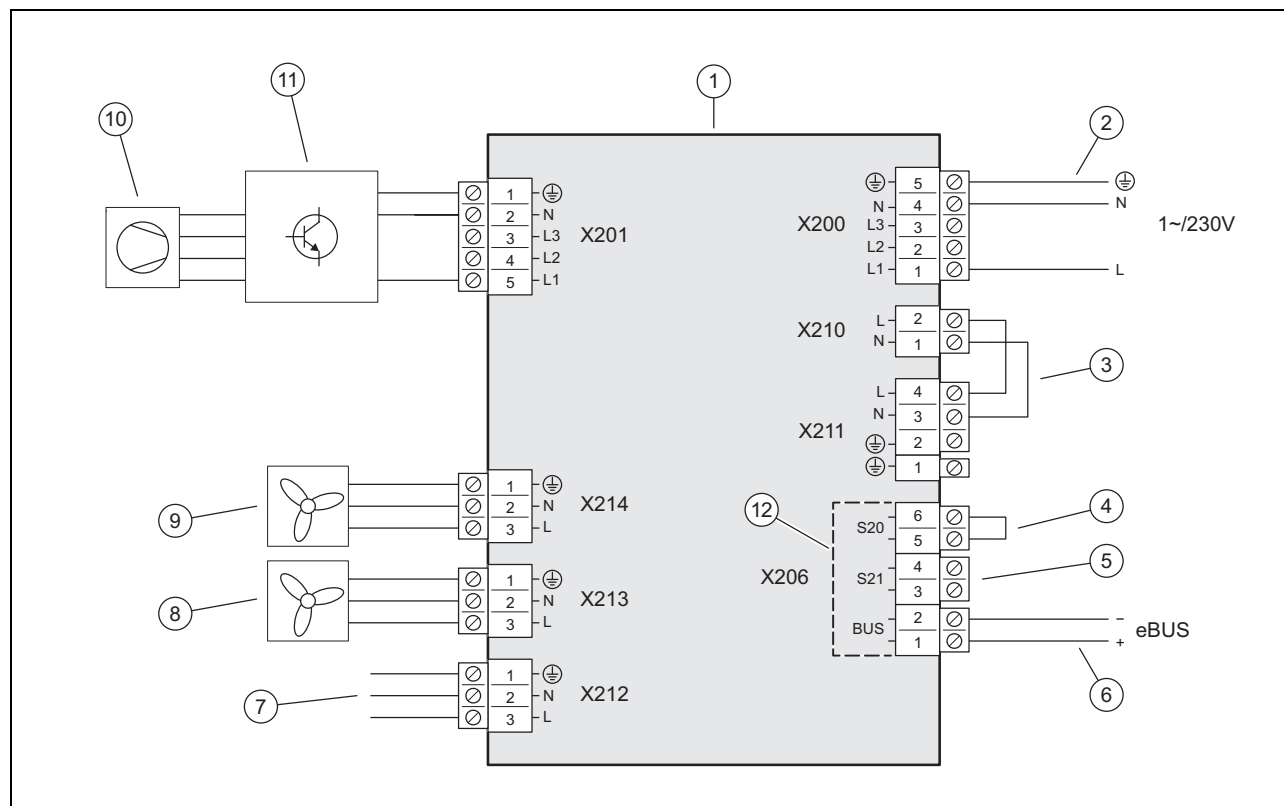 1
2
3
4
5
6
7
8
9
10
11
12
X201
1
2 N
3 L3
4 L2
5 L1
X214
1
2 N
3 L
X213
1
2 N
3 L
X212
1
2 N
3 L
X200
5
N 4 N
L3 3
L2 2
L1 1 L
1~/230V
X210
L 2
N 1
X211
L 4
N 3
2
1
X206
S20
6
5
S21
4
3
BUS
2 −
1 +
eBUS